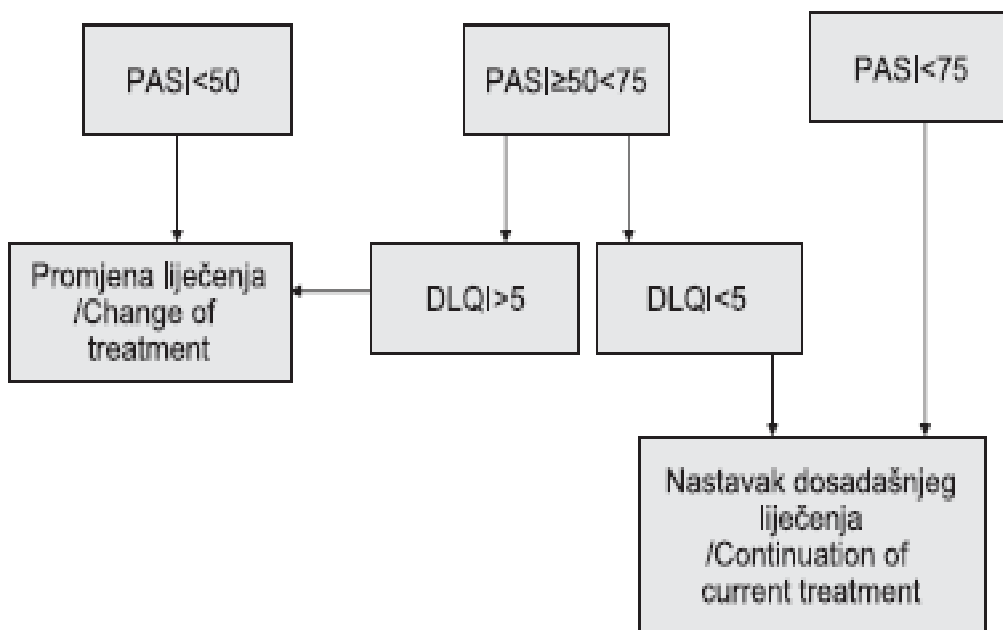 PASI<50
PASI≥50<75
PASI<75
Promjena liječenja
/Change of
treatment
DLQI>5
DLQI<5
Nastavak dosadašnjeg
liječenja
/Continuation of
current treatment